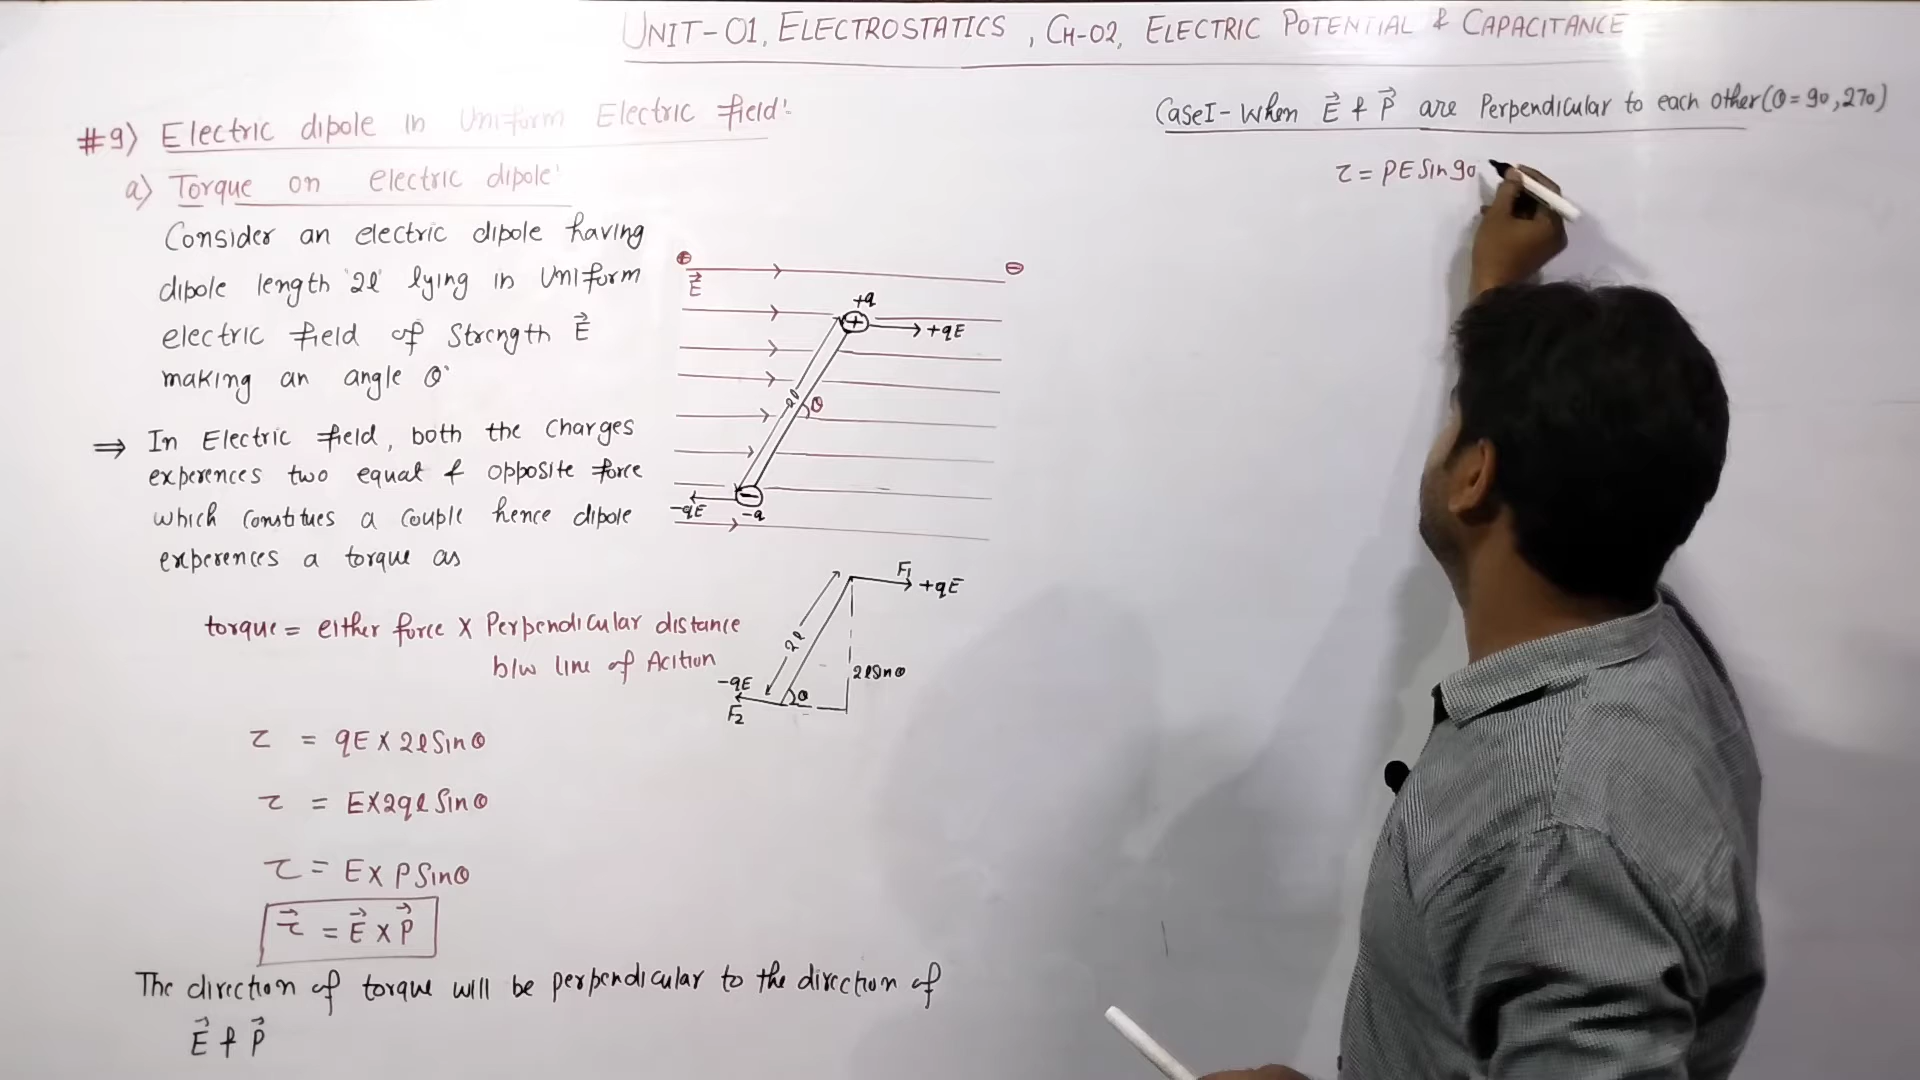 UNIT-01, ELECTROSTATICS , CH-02, ELECTRIC POTENTIAL & CAPACITANCE
#9) Electric dipole in Uniform Electric field:
a) Torque on electric dipole:
Consider an electric dipole having
dipole length '2l' lying in Uniform
electric field of Strength E⃗
making an angle θ
⇒ In Electric field, both the charges
experences two equal & opposite force
which constitues a couple hence dipole
experences a torque as
torque = either force × Perpendicular distance
b/w line of Acition
τ = qE × 2l Sinθ
τ = E×2ql Sinθ
τ = E × P Sinθ
τ⃗ = E⃗ × P⃗
The direction of torque will be perpendicular to the direction of
E⃗ & P⃗
⊕ ⊖
E⃗
+q
+ +qE
2l θ
-
-qE -q
F₁
+qE
2l
2lSinθ
-qE θ
F₂
Case I - When E⃗ & P⃗ are Perpendicular to each other (θ = 90, 270)
τ = PE Sin 90